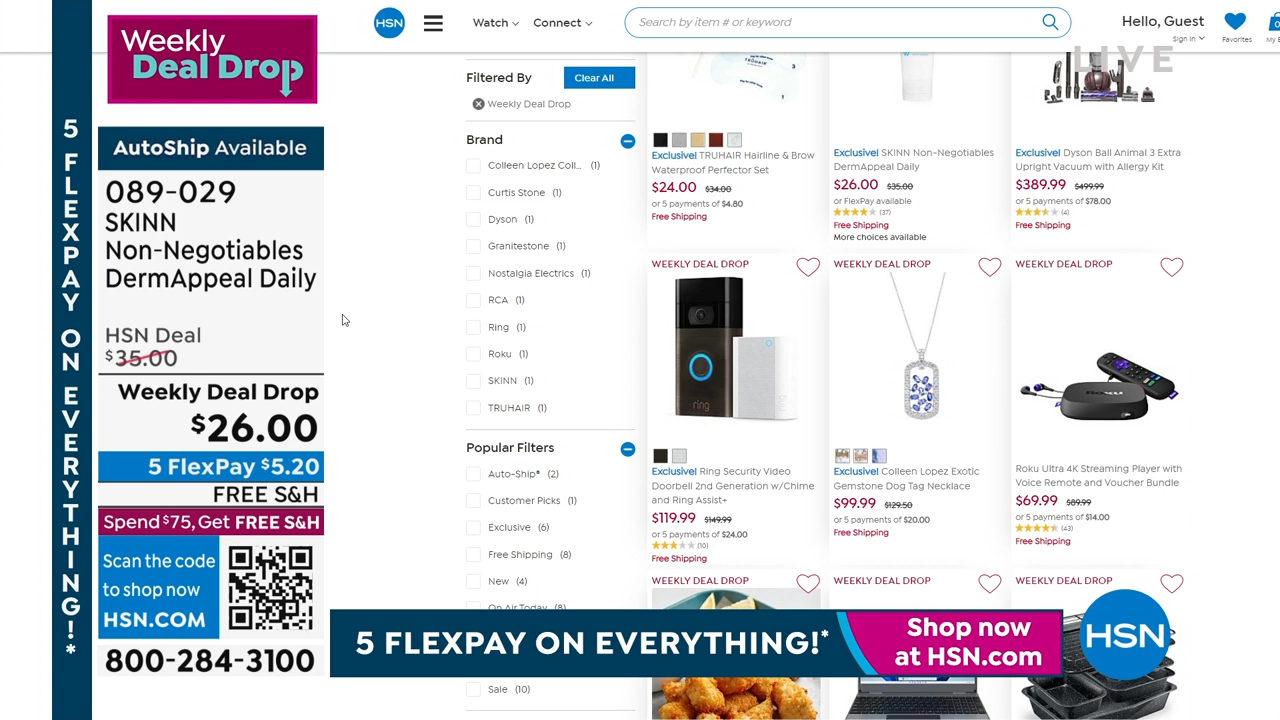 5 FLEXPAY ON EVERYTHING!*
Weekly
Deal Drop
AutoShip Available
089-029
SKINN
Non-Negotiables
DermAppeal Daily
HSN Deal
$35.00
Weekly Deal Drop
$26.00
5 FlexPay $5.20
FREE S&H
Spend $75, Get FREE S&H
Scan the code
to shop now
HSN.COM
800-284-3100
HSN
Watch
Connect
Search by item # or keyword
Hello, Guest
Sign In
Favorites
LIVE
Filtered By
Clear All
Weekly Deal Drop
Brand
Colleen Lopez Coll... (1)
Curtis Stone (1)
Dyson (1)
Granitestone (1)
Nostalgia Electrics (1)
RCA (1)
Ring (1)
Roku (1)
SKINN (1)
TRUHAIR (1)
Popular Filters
Auto-Ship® (2)
Customer Picks (1)
Exclusive (6)
Free Shipping (8)
New (4)
On Air Today (8)
Sale (10)
TRUHAIR
Exclusive! TRUHAIR Hairline & Brow
Waterproof Perfector Set
$24.00 $34.00
or 5 payments of $4.80
Free Shipping
Exclusive! SKINN Non-Negotiables
DermAppeal Daily
$26.00 $35.00
or FlexPay available
(37)
Free Shipping
More choices available
Exclusive! Dyson Ball Animal 3 Extra
Upright Vacuum with Allergy Kit
$389.99 $499.99
or 5 payments of $78.00
(4)
Free Shipping
WEEKLY DEAL DROP
ring
Exclusive! Ring Security Video
Doorbell 2nd Generation w/Chime
and Ring Assist+
$119.99 $149.99
or 5 payments of $24.00
(10)
Free Shipping
WEEKLY DEAL DROP
Exclusive! Colleen Lopez Exotic
Gemstone Dog Tag Necklace
$99.99 $129.50
or 5 payments of $20.00
Free Shipping
WEEKLY DEAL DROP
Roku
Roku Ultra 4K Streaming Player with
Voice Remote and Voucher Bundle
$69.99 $89.99
or 5 payments of $14.00
(43)
Free Shipping
WEEKLY DEAL DROP
WEEKLY DEAL DROP
WEEKLY DEAL DROP
5 FLEXPAY ON EVERYTHING!*
Shop now
at HSN.com
HSN